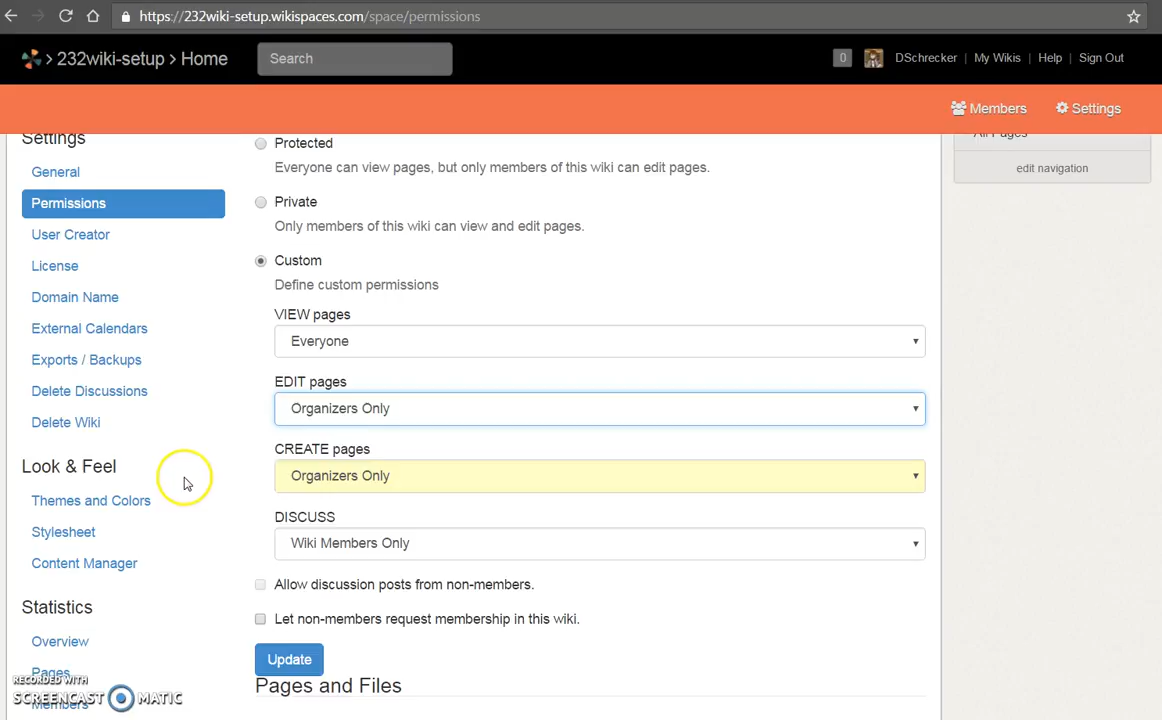 https://232wiki-setup.wikispaces.com/space/permissions
> 232wiki-setup > Home
Search
0 DSchrecker | My Wikis | Help | Sign Out
Members Settings
Settings
General
Permissions
User Creator
License
Domain Name
External Calendars
Exports / Backups
Delete Discussions
Delete Wiki
Look & Feel
Themes and Colors
Stylesheet
Content Manager
Statistics
Overview
Pages
Members
RECORDED WITH
SCREENCAST MATIC
Protected
Everyone can view pages, but only members of this wiki can edit pages.
Private
Only members of this wiki can view and edit pages.
Custom
Define custom permissions
VIEW pages
Everyone
EDIT pages
Organizers Only
CREATE pages
Organizers Only
DISCUSS
Wiki Members Only
Allow discussion posts from non-members.
Let non-members request membership in this wiki.
Update
Pages and Files
All Pages
edit navigation